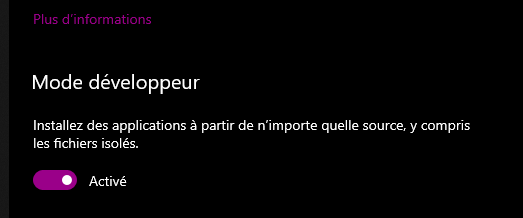 Plus d’informations
Mode développeur
Installez des applications à partir de n’importe quelle source, y compris
les fichiers isolés.
Activé